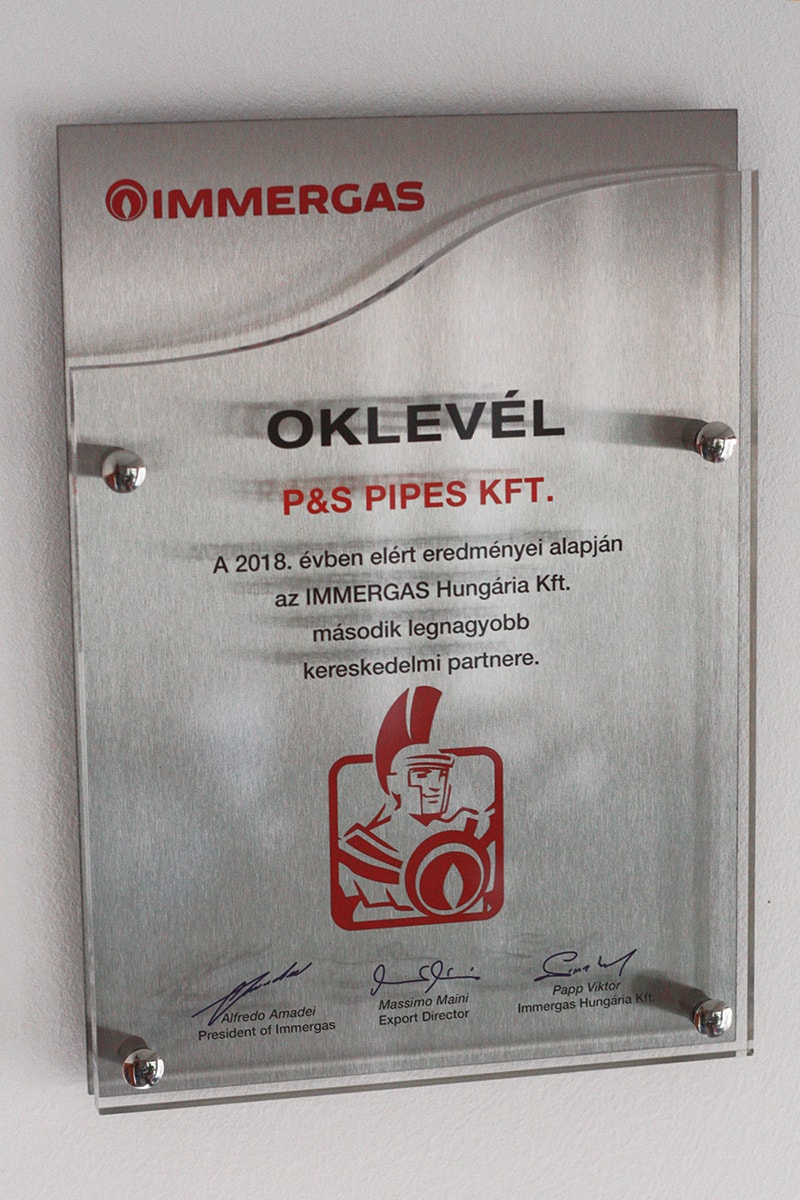 IMMERGAS
OKLEVÉL
P&S PIPES KFT.
A 2018. évben elért eredményei alapján
az IMMERGAS Hungária Kft.
második legnagyobb
kereskedelmi partnere.
Alfredo Amadei
President of Immergas
Massimo Maini
Export Director
Papp Viktor
Immergas Hungária Kft.